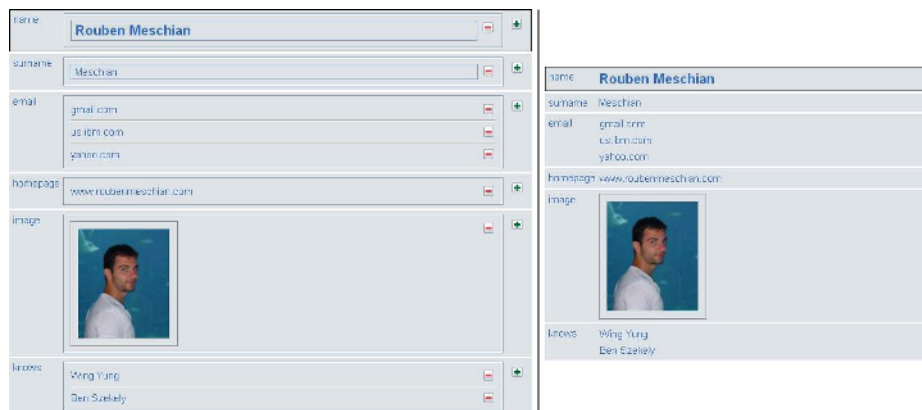 name
Rouben Meschian
surname
Meschian
email
gmail.com
us.ibm.com
yahoo.com
homepage
www.roubenmeschian.com
image
knows
Wing Yung
Ben Szekely
name
Rouben Meschian
surname
Meschian
email
gmail.com
us.ibm.com
yahoo.com
homepage
www.roubenmeschian.com
image
knows
Wing Yung
Ben Szekely